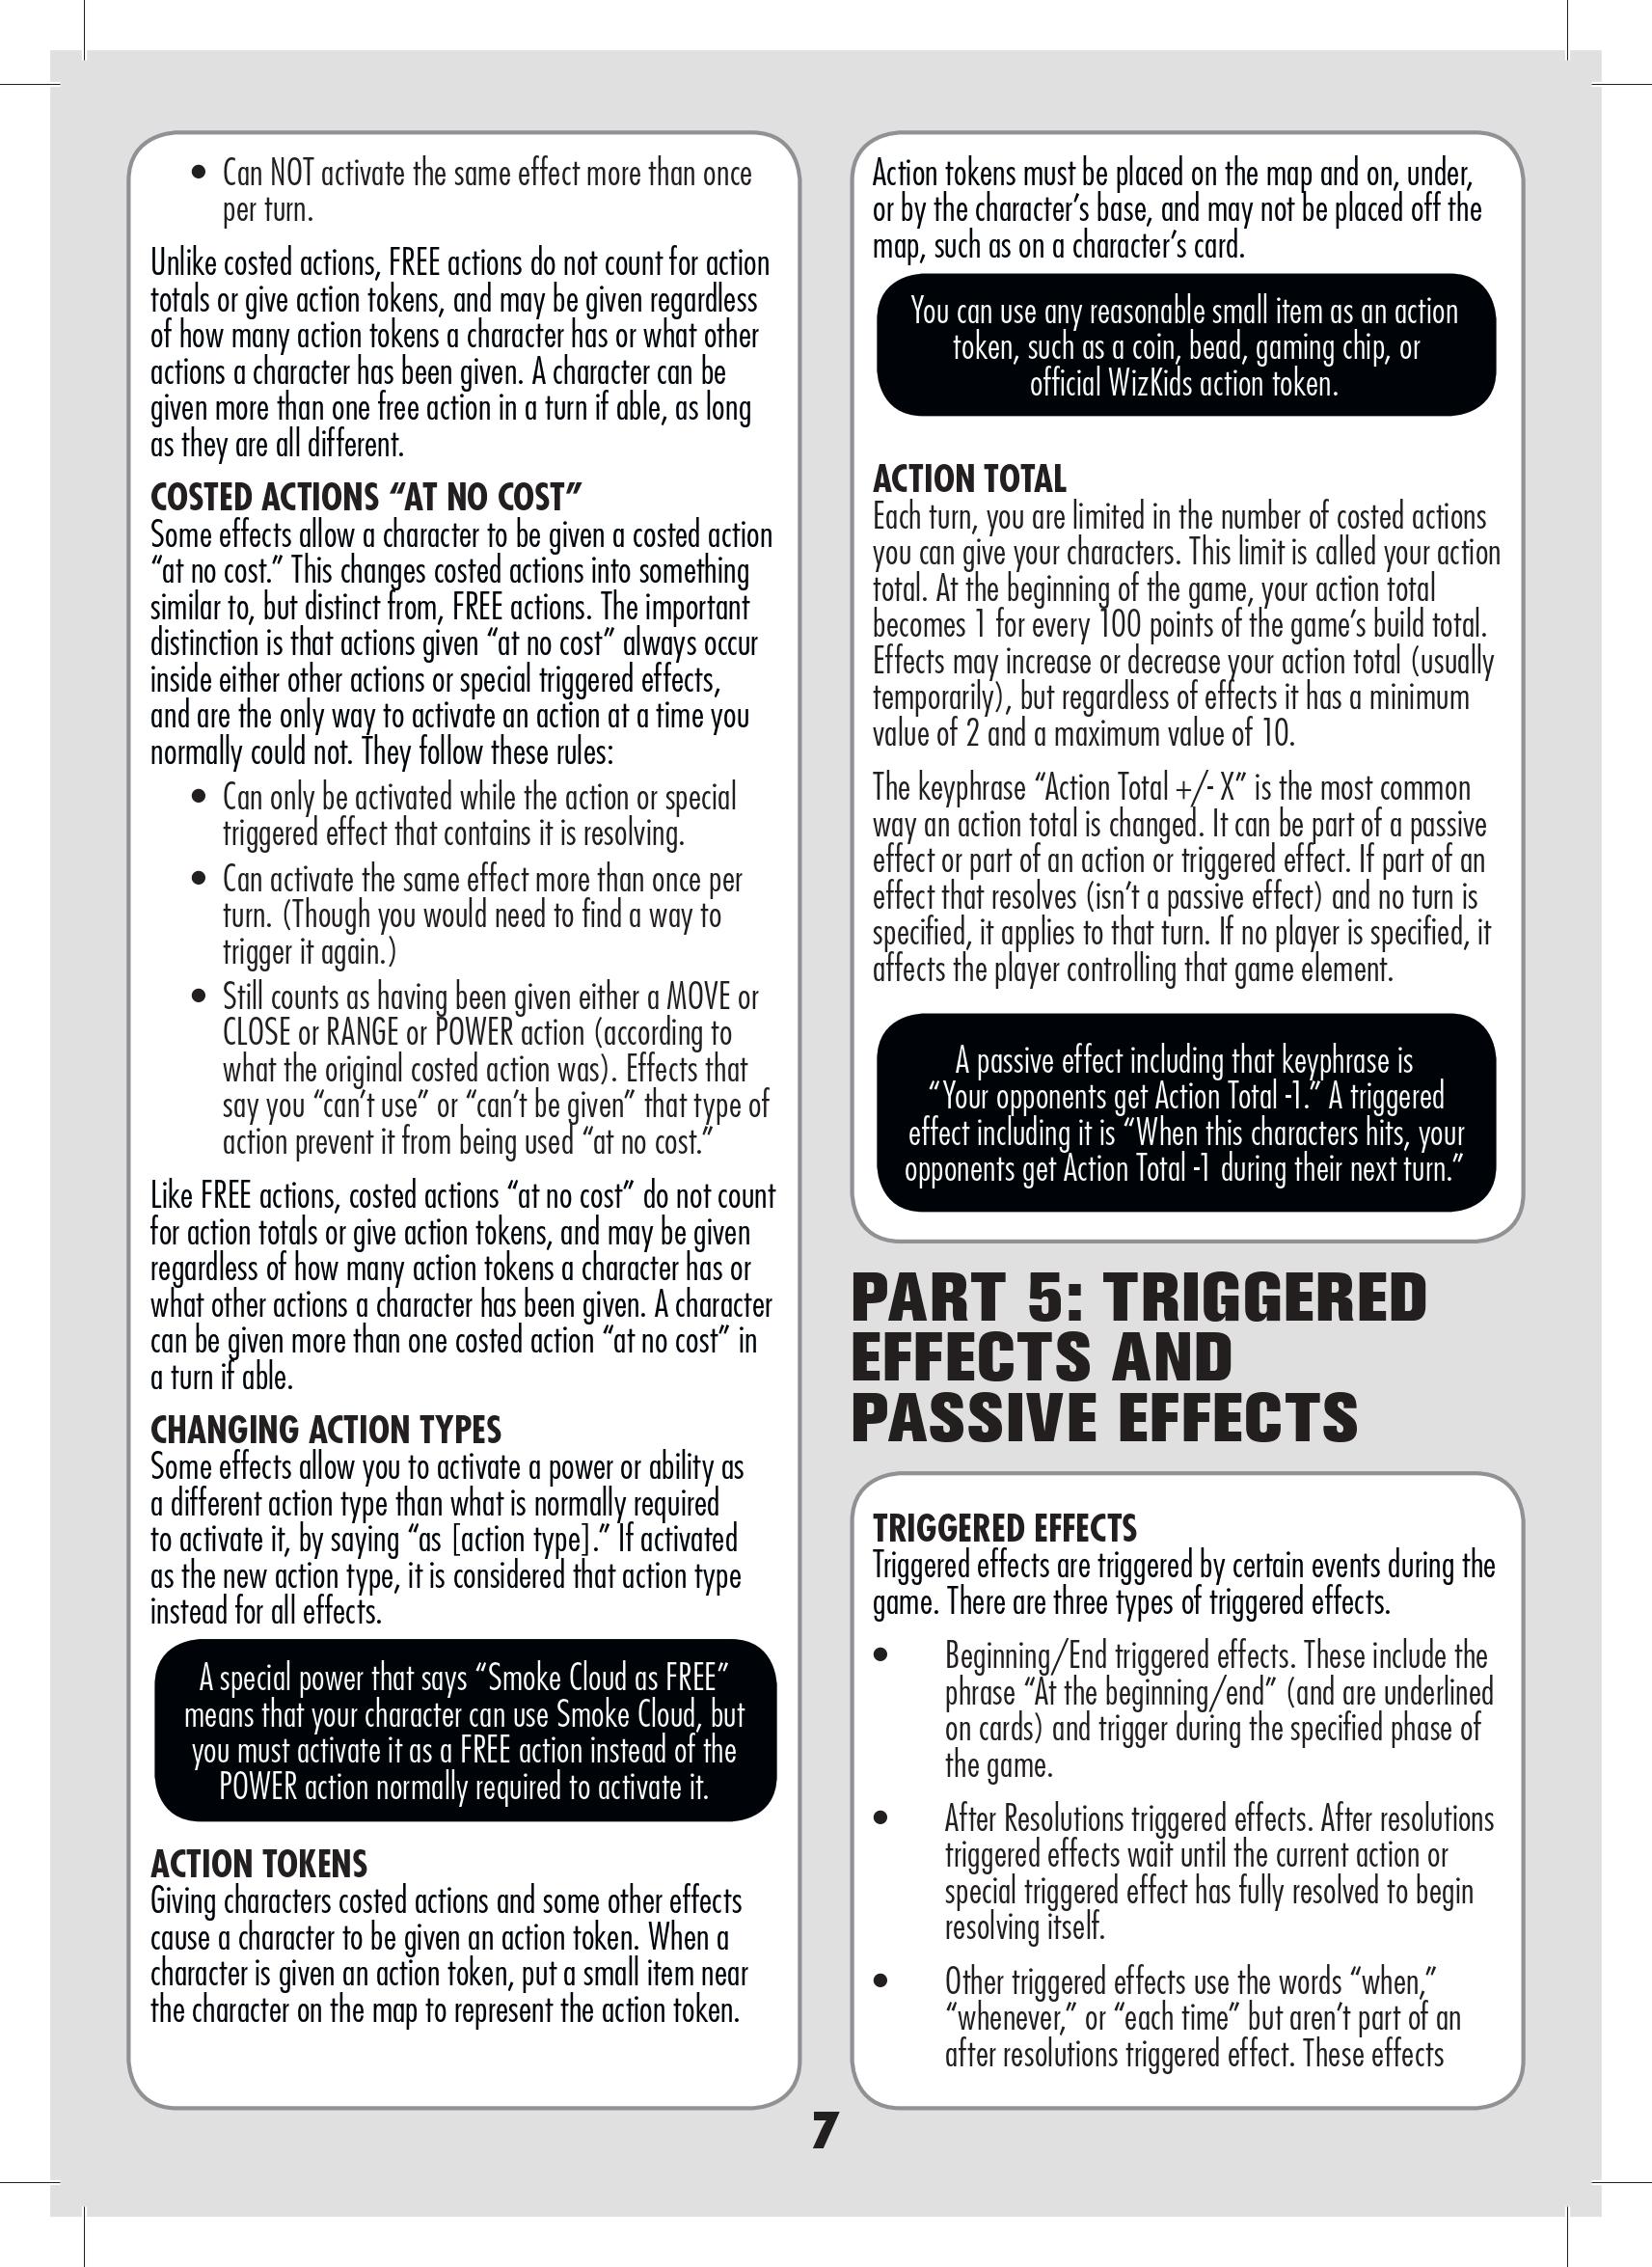 • Can NOT activate the same effect more than once
per turn.
Unlike costed actions, FREE actions do not count for action
totals or give action tokens, and may be given regardless
of how many action tokens a character has or what other
actions a character has been given. A character can be
given more than one free action in a turn if able, as long
as they are all different.
COSTED ACTIONS “AT NO COST”
Some effects allow a character to be given a costed action
“at no cost.” This changes costed actions into something
similar to, but distinct from, FREE actions. The important
distinction is that actions given “at no cost” always occur
inside either other actions or special triggered effects,
and are the only way to activate an action at a time you
normally could not. They follow these rules:
• Can only be activated while the action or special
triggered effect that contains it is resolving.
• Can activate the same effect more than once per
turn. (Though you would need to find a way to
trigger it again.)
• Still counts as having been given either a MOVE or
CLOSE or RANGE or POWER action (according to
what the original costed action was). Effects that
say you “can’t use” or “can’t be given” that type of
action prevent it from being used “at no cost.”
Like FREE actions, costed actions “at no cost” do not count
for action totals or give action tokens, and may be given
regardless of how many action tokens a character has or
what other actions a character has been given. A character
can be given more than one costed action “at no cost” in
a turn if able.
CHANGING ACTION TYPES
Some effects allow you to activate a power or ability as
a different action type than what is normally required
to activate it, by saying “as [action type].” If activated
as the new action type, it is considered that action type
instead for all effects.
A special power that says “Smoke Cloud as FREE”
means that your character can use Smoke Cloud, but
you must activate it as a FREE action instead of the
POWER action normally required to activate it.
ACTION TOKENS
Giving characters costed actions and some other effects
cause a character to be given an action token. When a
character is given an action token, put a small item near
the character on the map to represent the action token.
Action tokens must be placed on the map and on, under,
or by the character’s base, and may not be placed off the
map, such as on a character’s card.
You can use any reasonable small item as an action
token, such as a coin, bead, gaming chip, or
official WizKids action token.
ACTION TOTAL
Each turn, you are limited in the number of costed actions
you can give your characters. This limit is called your action
total. At the beginning of the game, your action total
becomes 1 for every 100 points of the game’s build total.
Effects may increase or decrease your action total (usually
temporarily), but regardless of effects it has a minimum
value of 2 and a maximum value of 10.
The keyphrase “Action Total +/- X” is the most common
way an action total is changed. It can be part of a passive
effect or part of an action or triggered effect. If part of an
effect that resolves (isn’t a passive effect) and no turn is
specified, it applies to that turn. If no player is specified, it
affects the player controlling that game element.
A passive effect including that keyphrase is
“Your opponents get Action Total -1.” A triggered
effect including it is “When this characters hits, your
opponents get Action Total -1 during their next turn.”
PART 5: TRIGGERED
EFFECTS AND
PASSIVE EFFECTS
TRIGGERED EFFECTS
Triggered effects are triggered by certain events during the
game. There are three types of triggered effects.
• Beginning/End triggered effects. These include the
phrase “At the beginning/end” (and are underlined
on cards) and trigger during the specified phase of
the game.
• After Resolutions triggered effects. After resolutions
triggered effects wait until the current action or
special triggered effect has fully resolved to begin
resolving itself.
• Other triggered effects use the words “when,”
“whenever,” or “each time” but aren’t part of an
after resolutions triggered effect. These effects
7